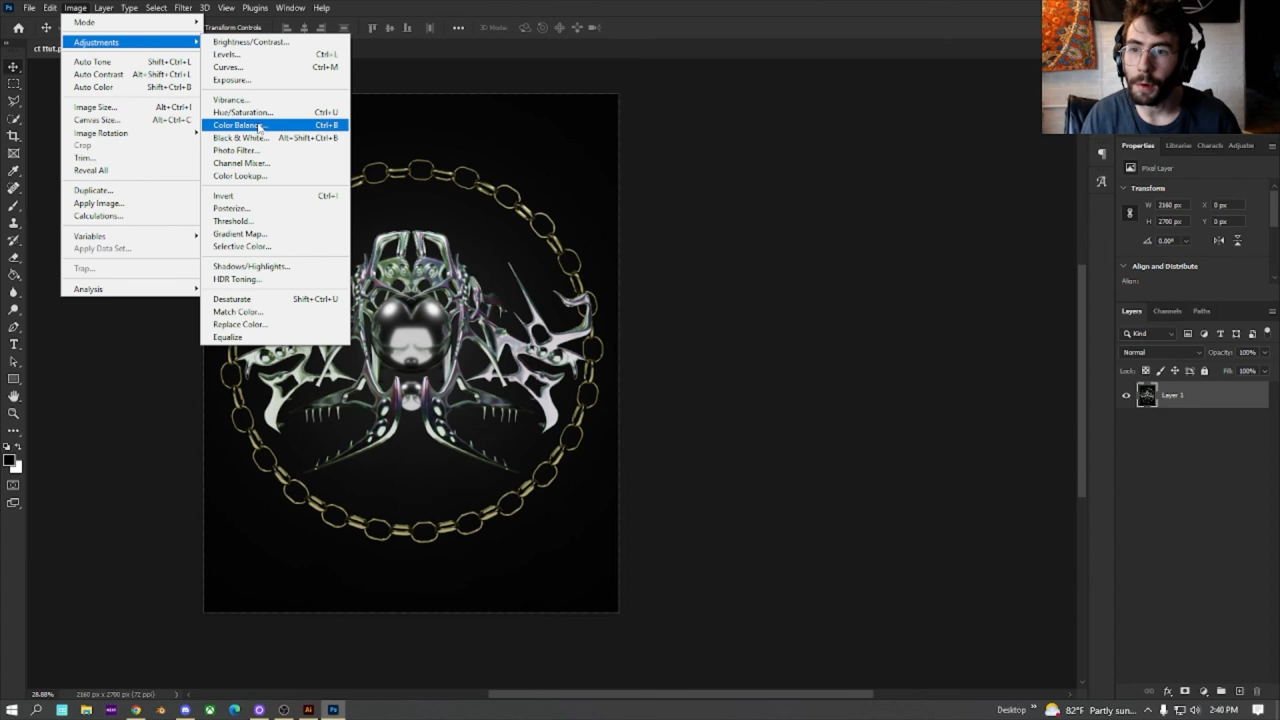 Ps File Edit Image Layer Type Select Filter 3D View Plugins Window Help
Transform Controls
3D Mode:
Mode
Adjustments
Auto Tone Shift+Ctrl+L
Auto Contrast Alt+Shift+Ctrl+L
Auto Color Shift+Ctrl+B
Image Size... Alt+Ctrl+I
Canvas Size... Alt+Ctrl+C
Image Rotation
Crop
Trim...
Reveal All
Duplicate...
Apply Image...
Calculations...
Variables
Apply Data Set...
Trap...
Analysis
Brightness/Contrast...
Levels... Ctrl+L
Curves... Ctrl+M
Exposure...
Vibrance...
Hue/Saturation... Ctrl+U
Color Balance... Ctrl+B
Black & White... Alt+Shift+Ctrl+B
Photo Filter...
Channel Mixer...
Color Lookup...
Invert Ctrl+I
Posterize...
Threshold...
Gradient Map...
Selective Color...
Shadows/Highlights...
HDR Toning...
Desaturate Shift+Ctrl+U
Match Color...
Replace Color...
Equalize
Properties Libraries Charach Adjustm
Pixel Layer
Transform
W 2160 px X 0 px
H 2700 px Y 0 px
0.00°
Align and Distribute
Align:
Layers Channels Paths
Kind
Normal Opacity: 100%
Lock: Fill: 100%
Layer 1
28.88% 2160 px x 2700 px (72 ppi)
Desktop 82°F Partly sun... 2:40 PM